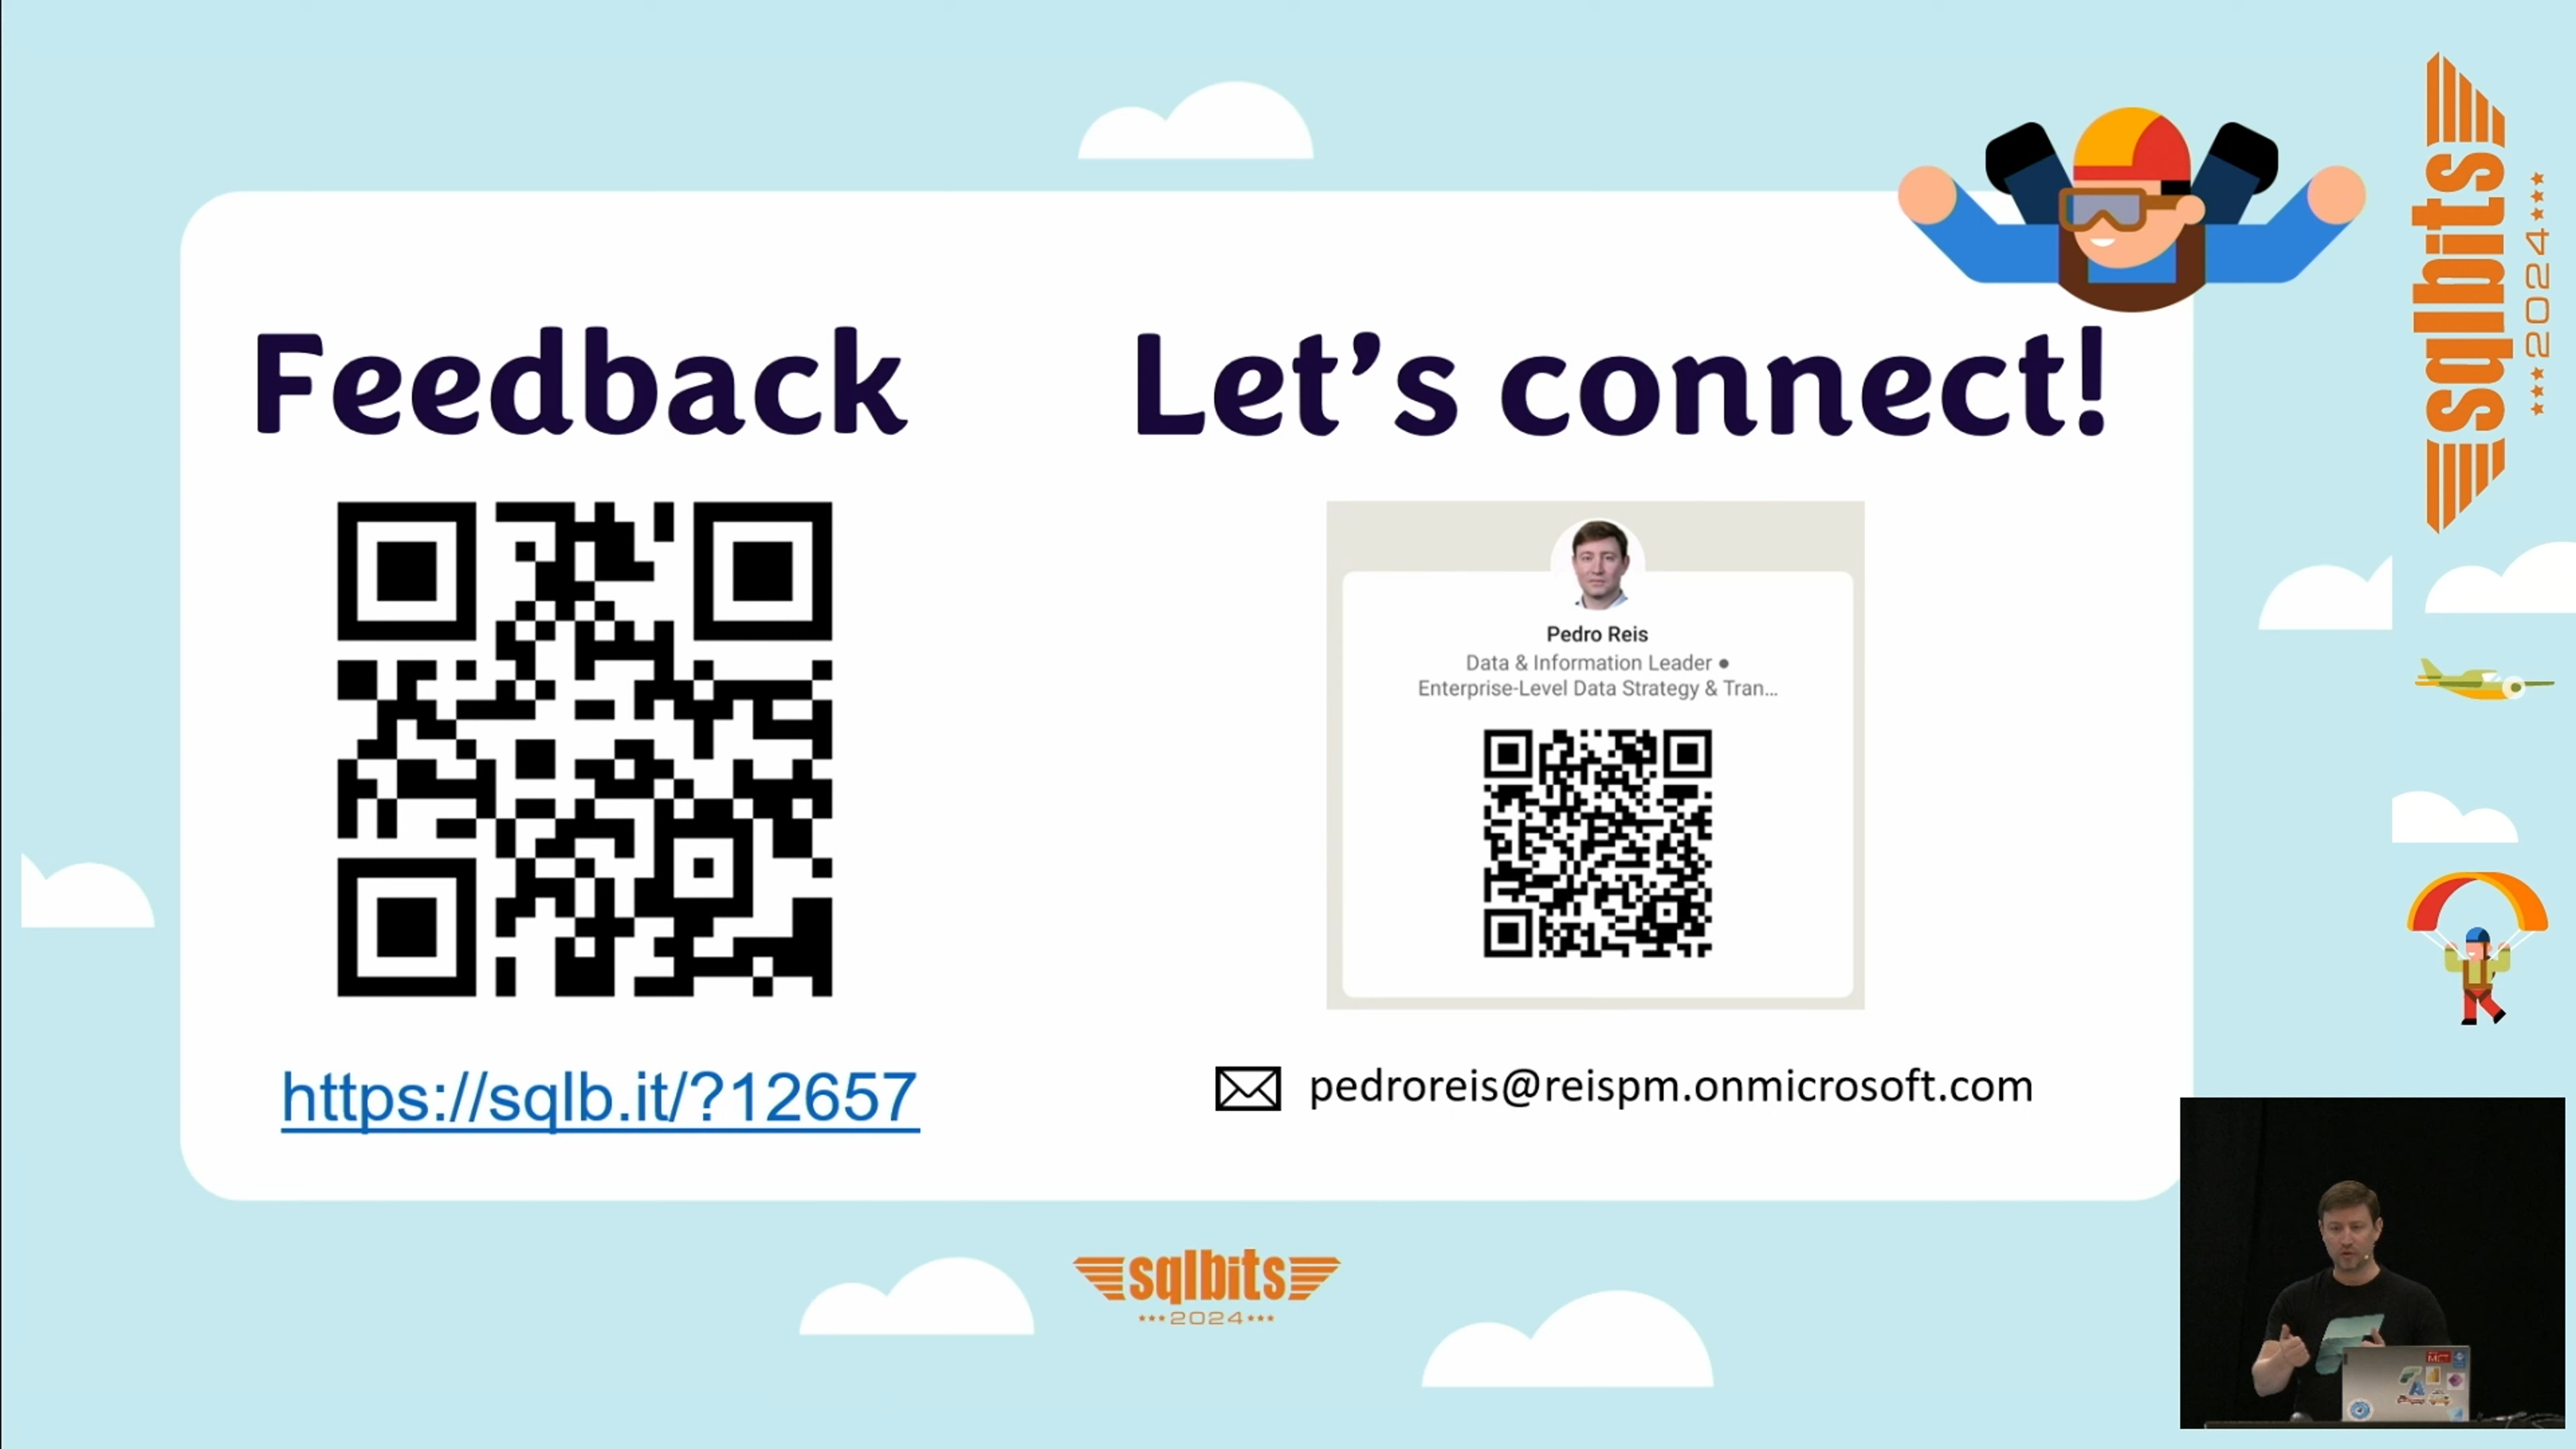 Feedback
Let's connect!
Pedro Reis
Data & Information Leader ●
Enterprise-Level Data Strategy & Tran...
https://sqlb.it/?12657
pedroreis@reispm.onmicrosoft.com
sqlbits
***2024***
sqlbits
***2024***